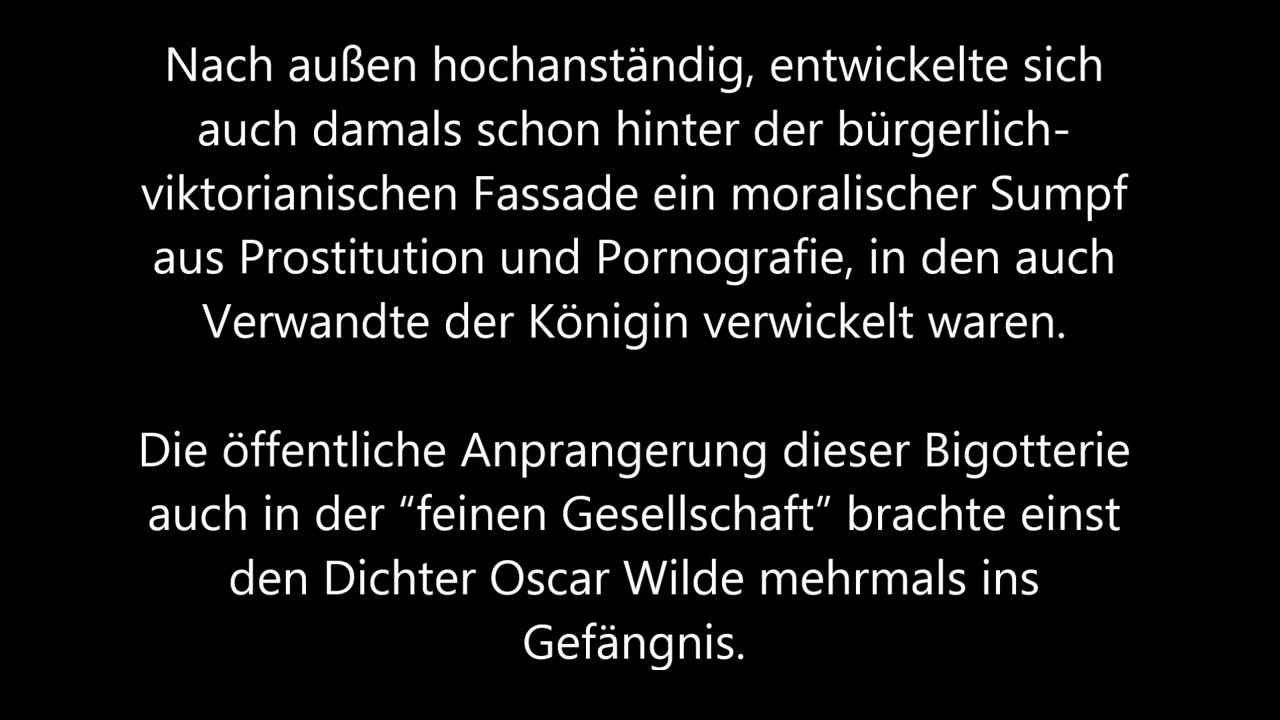 Nach außen hochanständig, entwickelte sich
auch damals schon hinter der bürgerlich-
viktorianischen Fassade ein moralischer Sumpf
aus Prostitution und Pornografie, in den auch
Verwandte der Königin verwickelt waren.
Die öffentliche Anprangerung dieser Bigotterie
auch in der “feinen Gesellschaft” brachte einst
den Dichter Oscar Wilde mehrmals ins
Gefängnis.